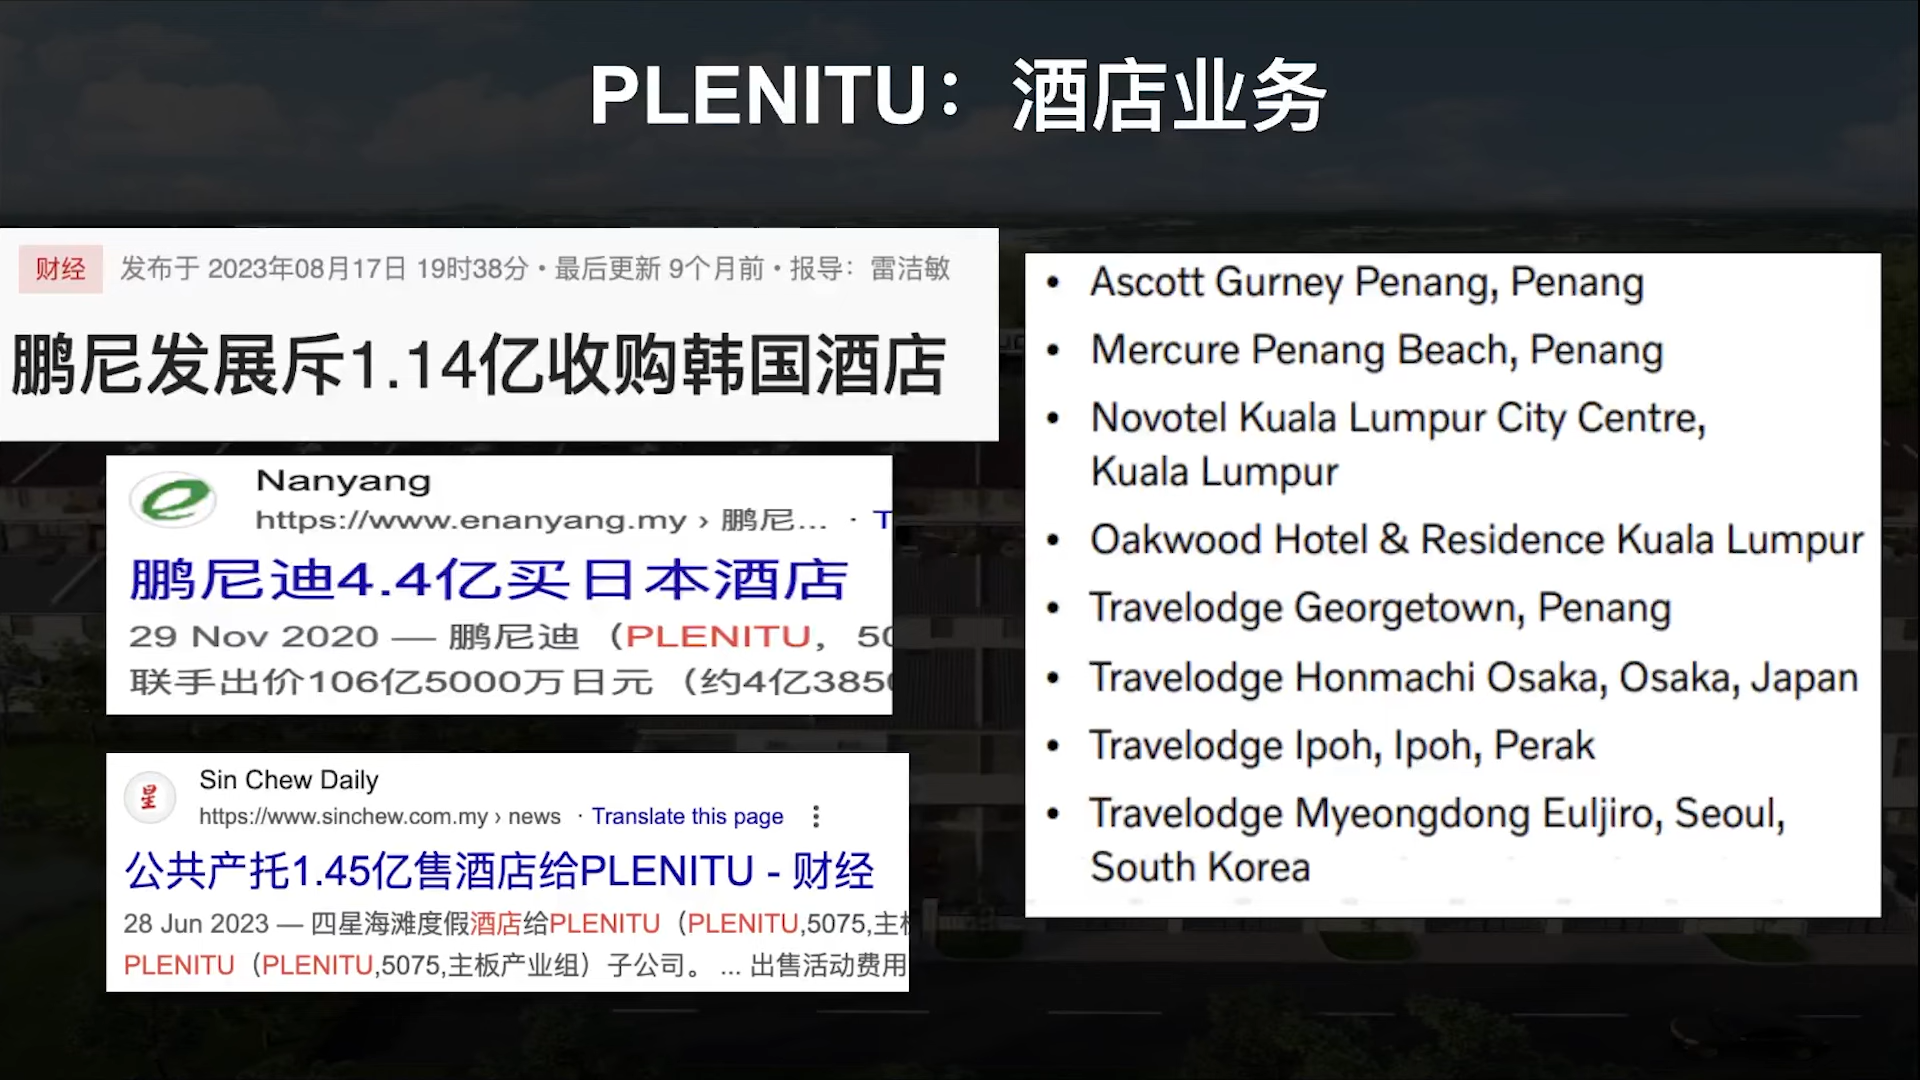 PLENITU：酒店业务
财经 发布于 2023年08月17日 19时38分 • 最后更新 9个月前 • 报导：雷洁敏
鹏尼发展斥1.14亿收购韩国酒店
Nanyang
https://www.enanyang.my › 鹏尼... · T
鹏尼迪4.4亿买日本酒店
29 Nov 2020 — 鹏尼迪（PLENITU，50
联手出价106亿5000万日元（约4亿3850
星
Sin Chew Daily
https://www.sinchew.com.my › news · Translate this page
公共产托1.45亿售酒店给PLENITU - 财经
28 Jun 2023 — 四星海滩度假酒店给PLENITU（PLENITU,5075,主板
PLENITU（PLENITU,5075,主板产业组）子公司。 ... 出售活动费用
• Ascott Gurney Penang, Penang
• Mercure Penang Beach, Penang
• Novotel Kuala Lumpur City Centre,
Kuala Lumpur
• Oakwood Hotel & Residence Kuala Lumpur
• Travelodge Georgetown, Penang
• Travelodge Honmachi Osaka, Osaka, Japan
• Travelodge Ipoh, Ipoh, Perak
• Travelodge Myeongdong Euljiro, Seoul,
South Korea